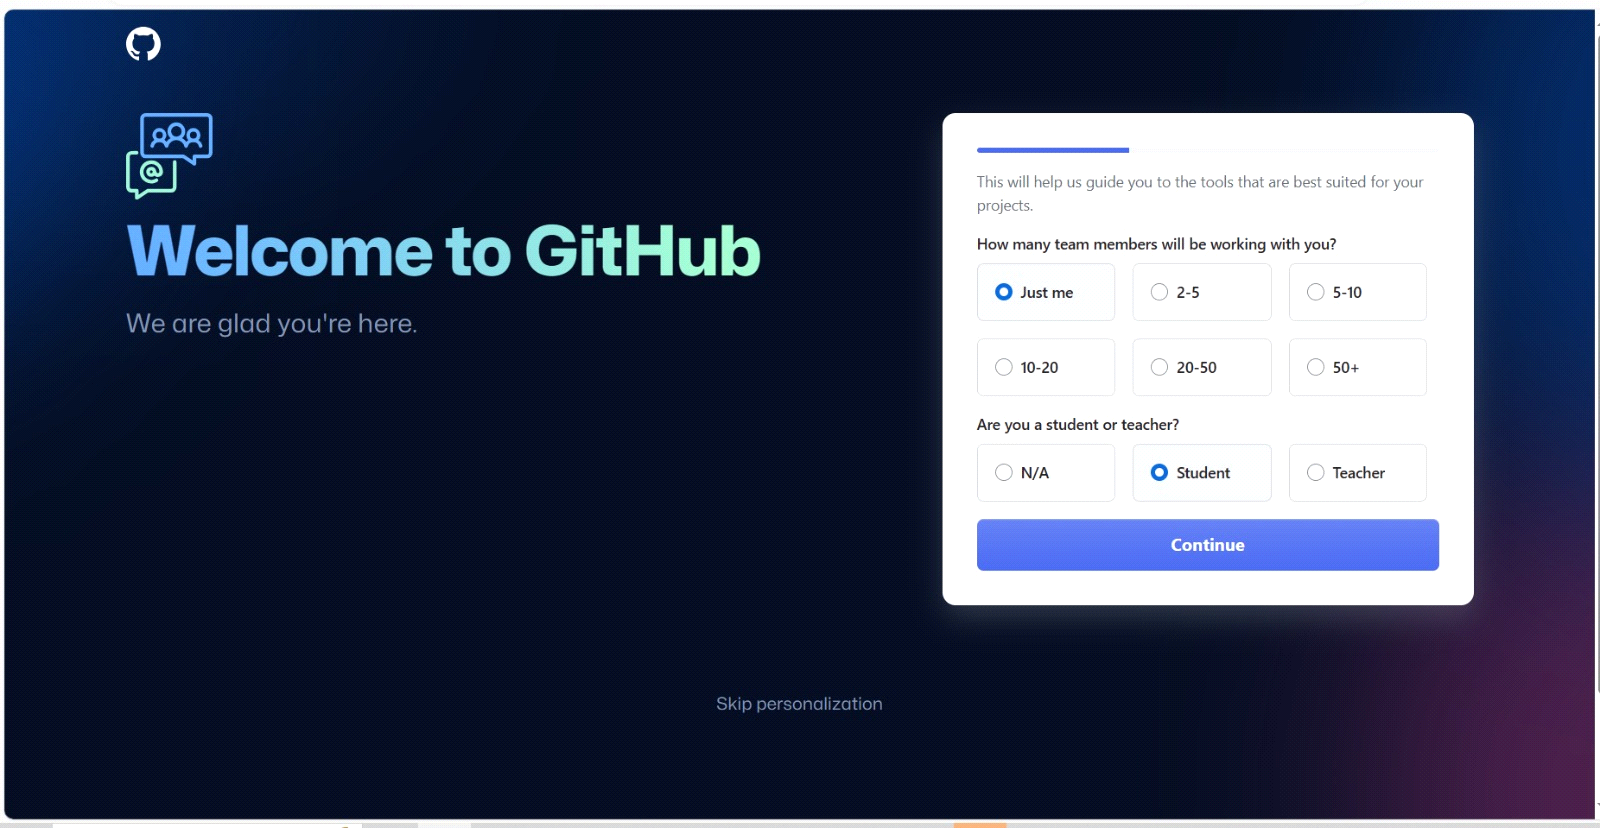 Welcome to GitHub
We are glad you're here.
This will help us guide you to the tools that are best suited for your
projects.
How many team members will be working with you?
Just me
2-5
5-10
10-20
20-50
50+
Are you a student or teacher?
N/A
Student
Teacher
Continue
Skip personalization